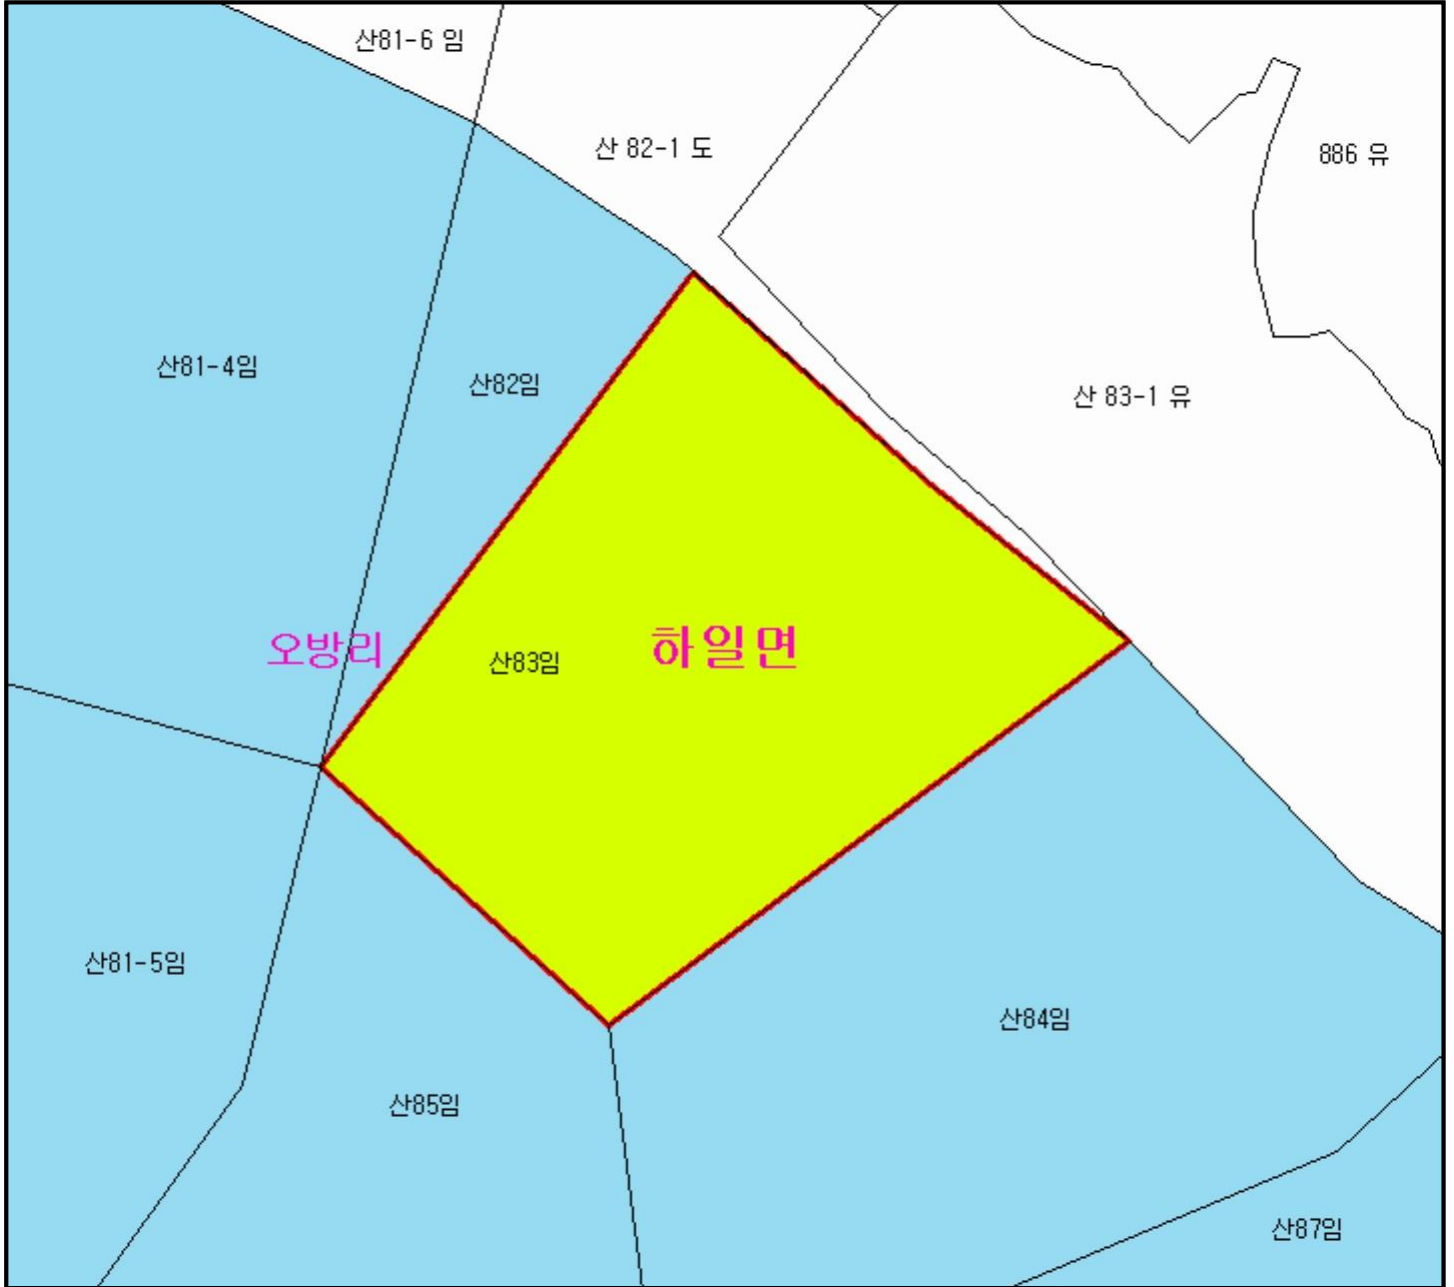 산81-6 임
산 82-1 도
886 유
산81-4임
산82임
산 83-1 유
오방리
산83임
하일면
산81-5임
산84임
산85임
산87임